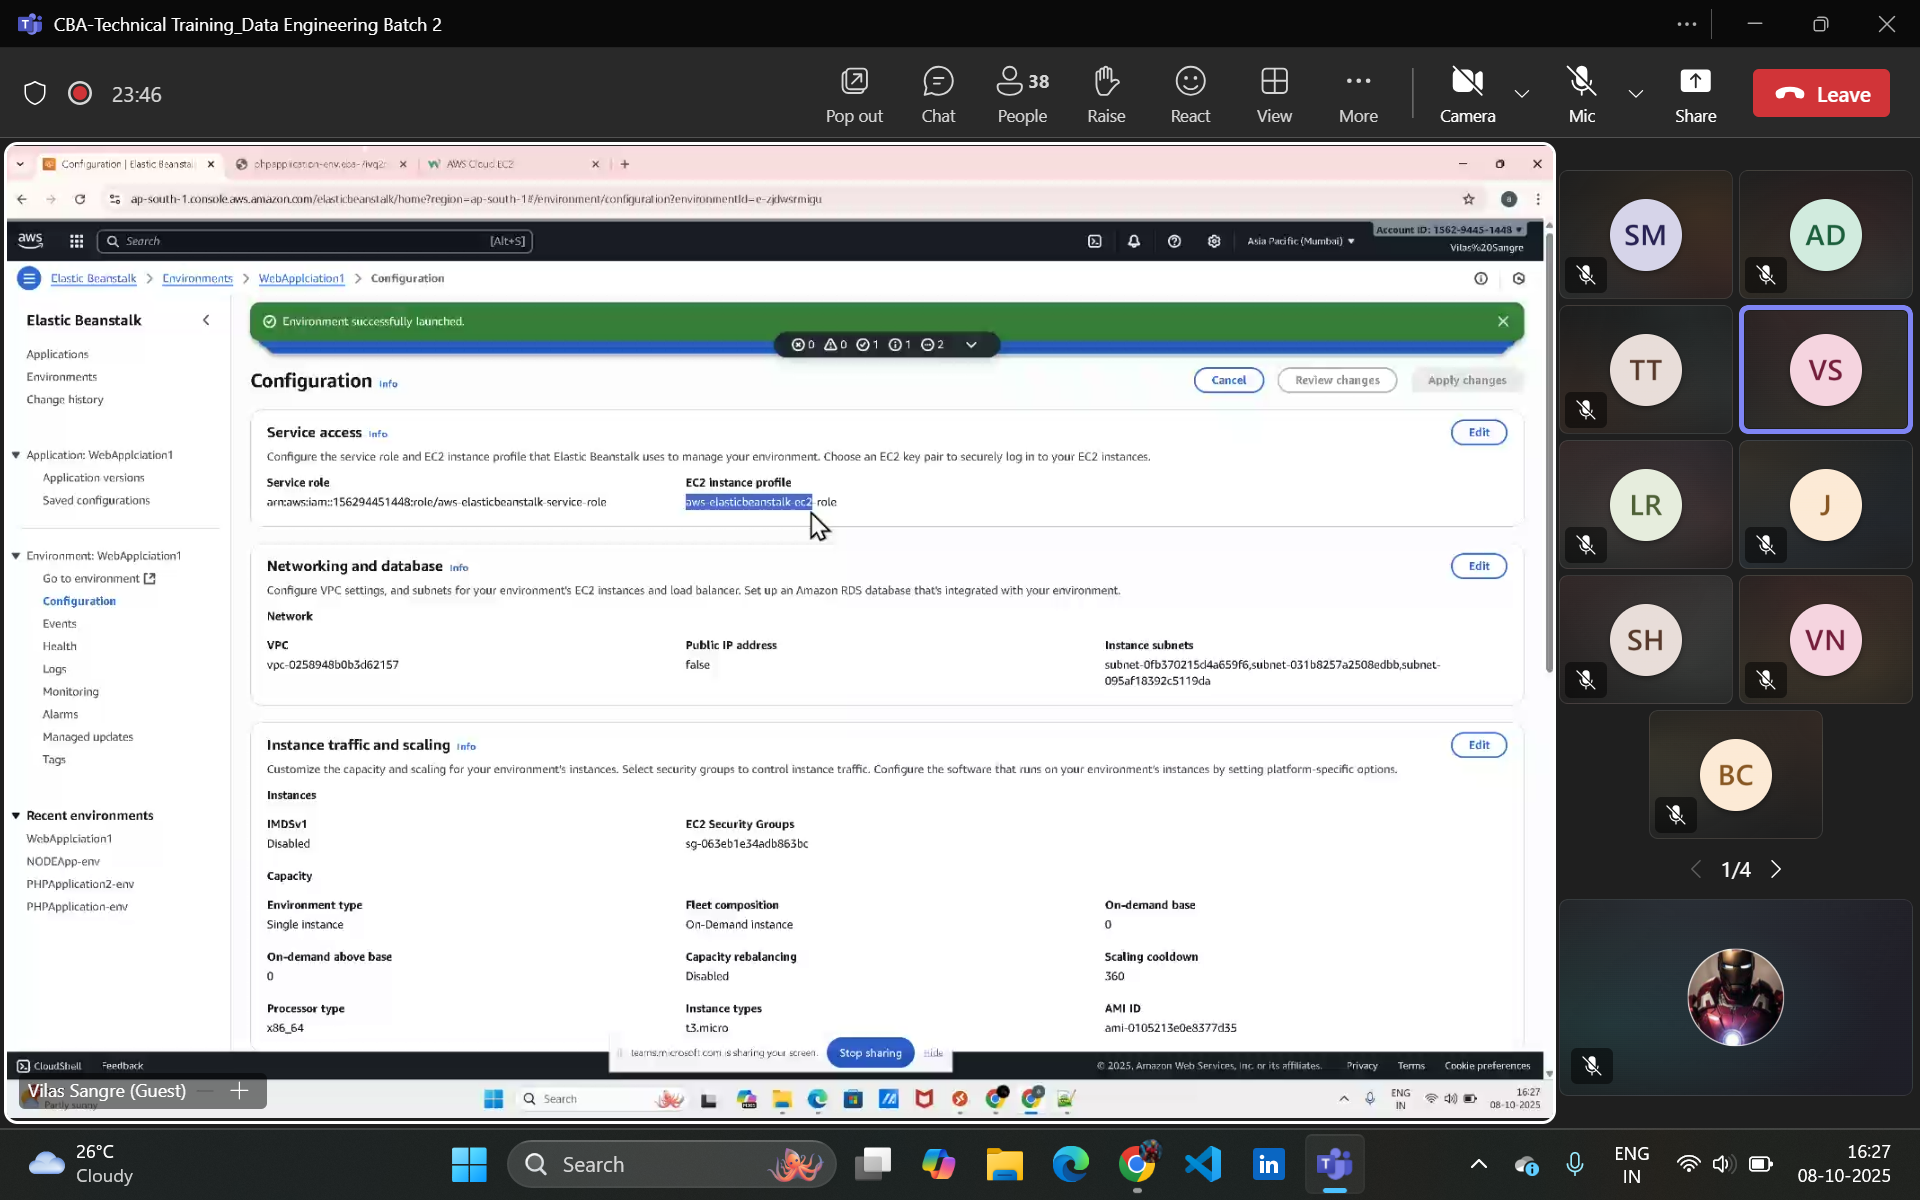 CBA-Technical Training_Data Engineering Batch 2
23:46
Pop out
Chat
38
People
Raise
React
View
More
Camera
Mic
Share
Leave
Configuration | Elastic Beanstal
AWS Cloud EC2
ap-south-1.console.aws.amazon.com/elasticbeanstalk/home?region=ap-south-1#/environment/configuration?environmentId=e-zjdwsrmigu
aws
Search
[Alt+S]
Asia Pacific (Mumbai)
Account ID: 1562-9445-1448
Vilas%20Sangre
Elastic Beanstalk
Environments
WebApplciation1
Configuration
Elastic Beanstalk
Applications
Environments
Change history
Application: WebApplciation1
Application versions
Saved configurations
Environment: WebApplciation1
Go to environment
Configuration
Events
Health
Logs
Monitoring
Alarms
Managed updates
Tags
Recent environments
WebApplciation1
NODEApp-env
PHPApplication2-env
PHPApplication-env
Environment successfully launched.
0 0 1 1 2
Configuration Info
Cancel
Review changes
Apply changes
Service access Info
Edit
Configure the service role and EC2 instance profile that Elastic Beanstalk uses to manage your environment. Choose an EC2 key pair to securely log in to your EC2 instances.
Service role
arn:aws:iam::156294451448:role/aws-elasticbeanstalk-service-role
EC2 instance profile
aws-elasticbeanstalk-ec2-role
Networking and database Info
Edit
Configure VPC settings, and subnets for your environment's EC2 instances and load balancer. Set up an Amazon RDS database that's integrated with your environment.
Network
VPC
vpc-0258948b0b3d62157
Public IP address
false
Instance subnets
subnet-0fb370215d4a659f6,subnet-031b8257a2508edbb,subnet-
095af18392c5119da
Instance traffic and scaling Info
Edit
Customize the capacity and scaling for your environment's instances. Select security groups to control instance traffic. Configure the software that runs on your environment's instances by setting platform-specific options.
Instances
IMDSv1
Disabled
EC2 Security Groups
sg-063eb1e34adb863bc
Capacity
Environment type
Single instance
Fleet composition
On-Demand instance
On-demand base
0
On-demand above base
0
Capacity rebalancing
Disabled
Scaling cooldown
360
Processor type
x86_64
Instance types
t3.micro
AMI ID
ami-0105213e0e8377d35
teams.microsoft.com is sharing your screen.
Stop sharing
Hide
CloudShell
Feedback
© 2025, Amazon Web Services, Inc. or its affiliates.
Privacy
Terms
Cookie preferences
Vilas Sangre (Guest)
Partly sunny
Search
ENG
IN
16:27
08-10-2025
SM
AD
TT
VS
LR
J
SH
VN
BC
1/4
26°C
Cloudy
Search
ENG
IN
16:27
08-10-2025